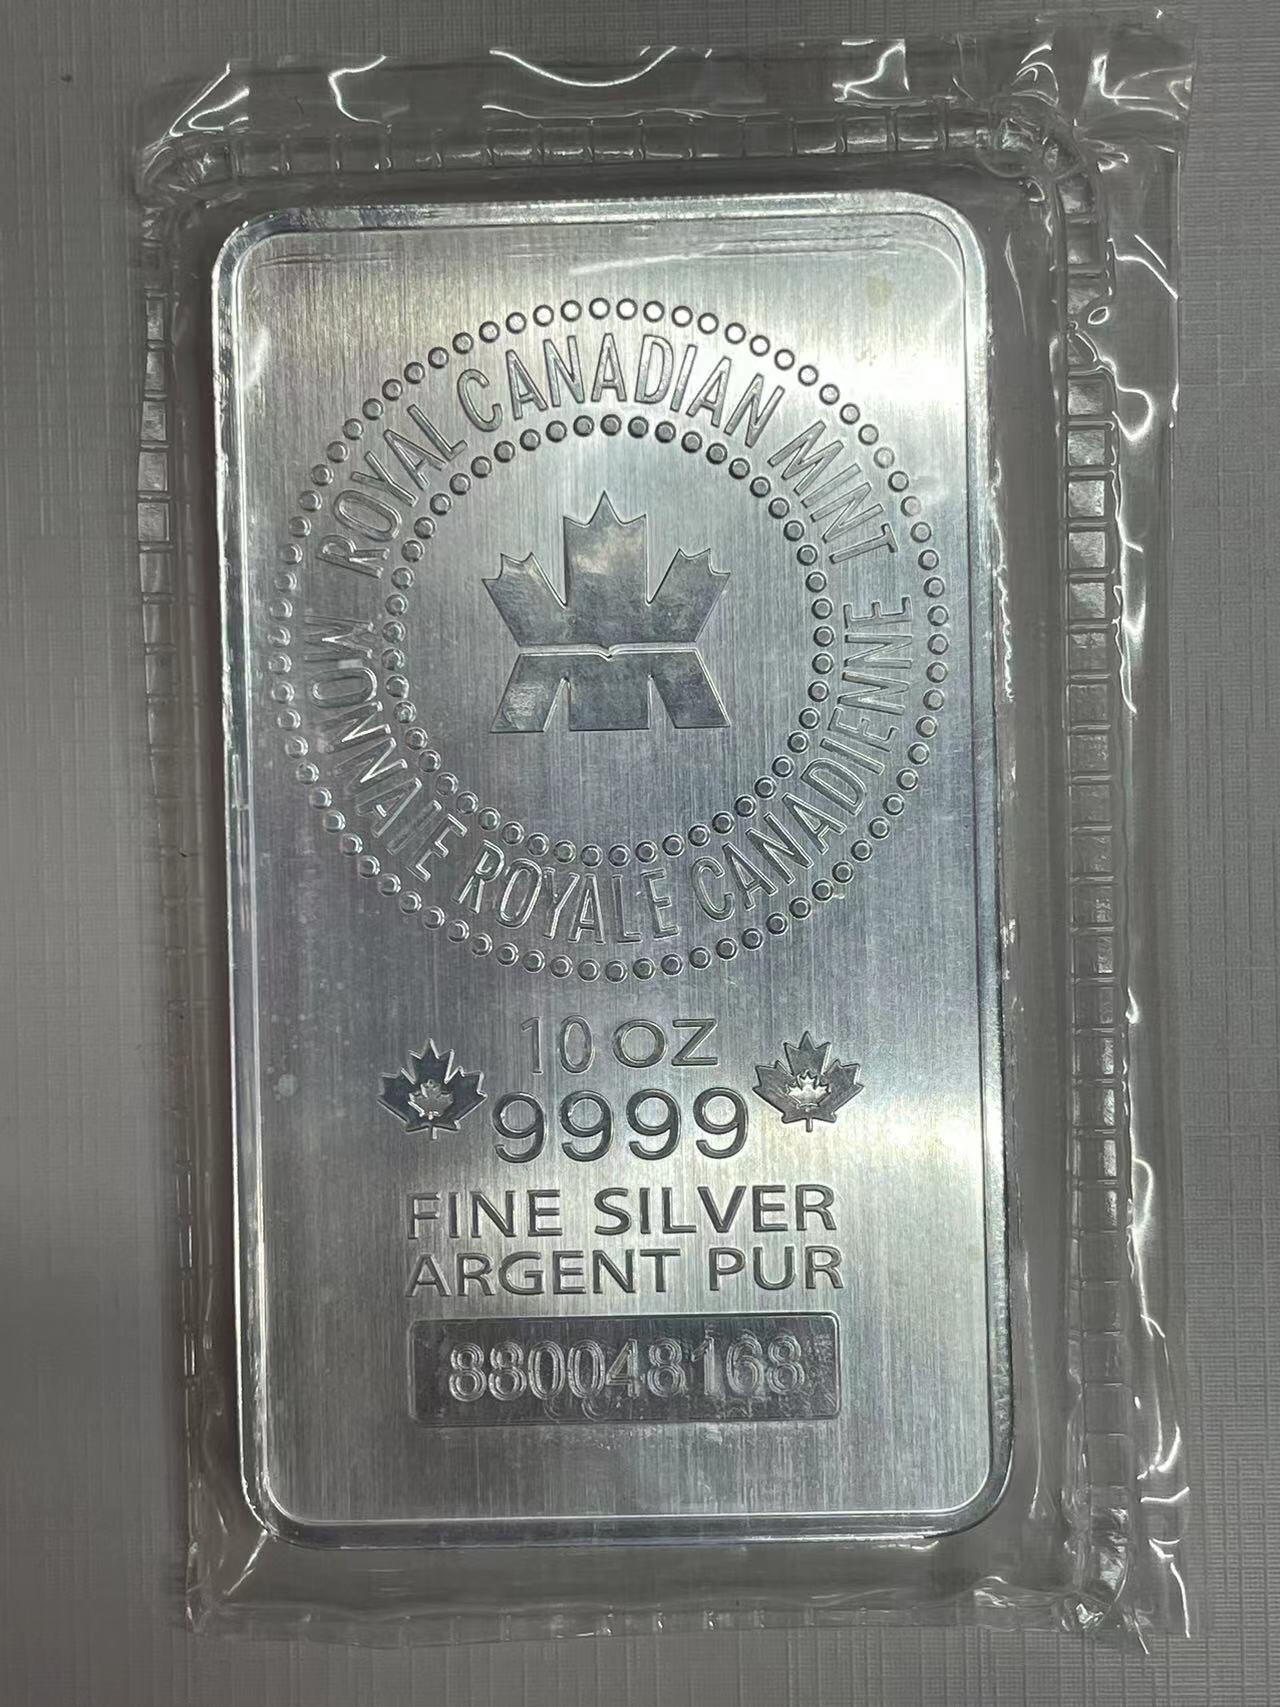 ROYAL CANADIAN MINT
MONNAIE ROYALE CANADIENNE
10 OZ
9999
FINE SILVER
ARGENT PUR
880048168